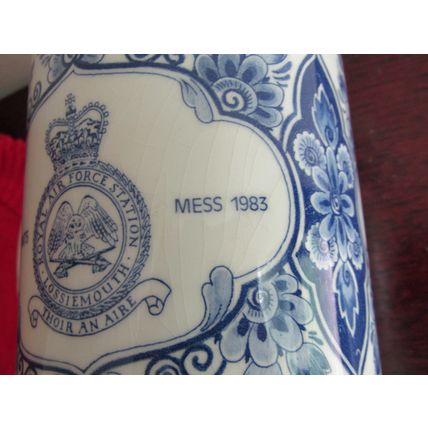 ROYAL AIR FORCE STATION
LOSSIEMOUTH
THOIR AN AIRE
MESS 1983